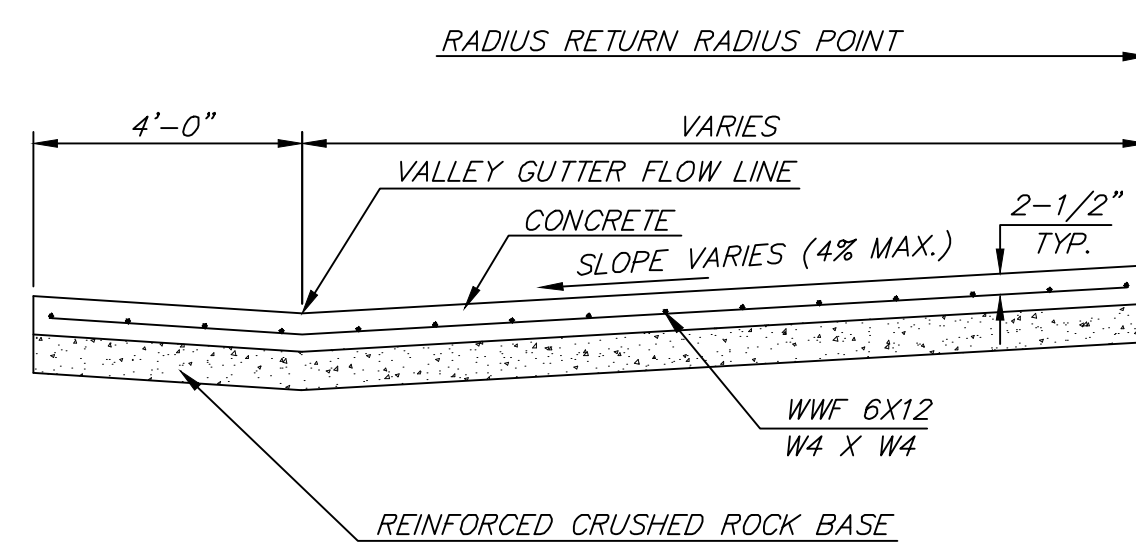 RADIUS RETURN RADIUS POINT
4'-0"
VARIES
VALLEY GUTTER FLOW LINE
CONCRETE
2-1/2"
TYP.
SLOPE VARIES (4% MAX.)
WWF 6X12
W4 X W4
REINFORCED CRUSHED ROCK BASE